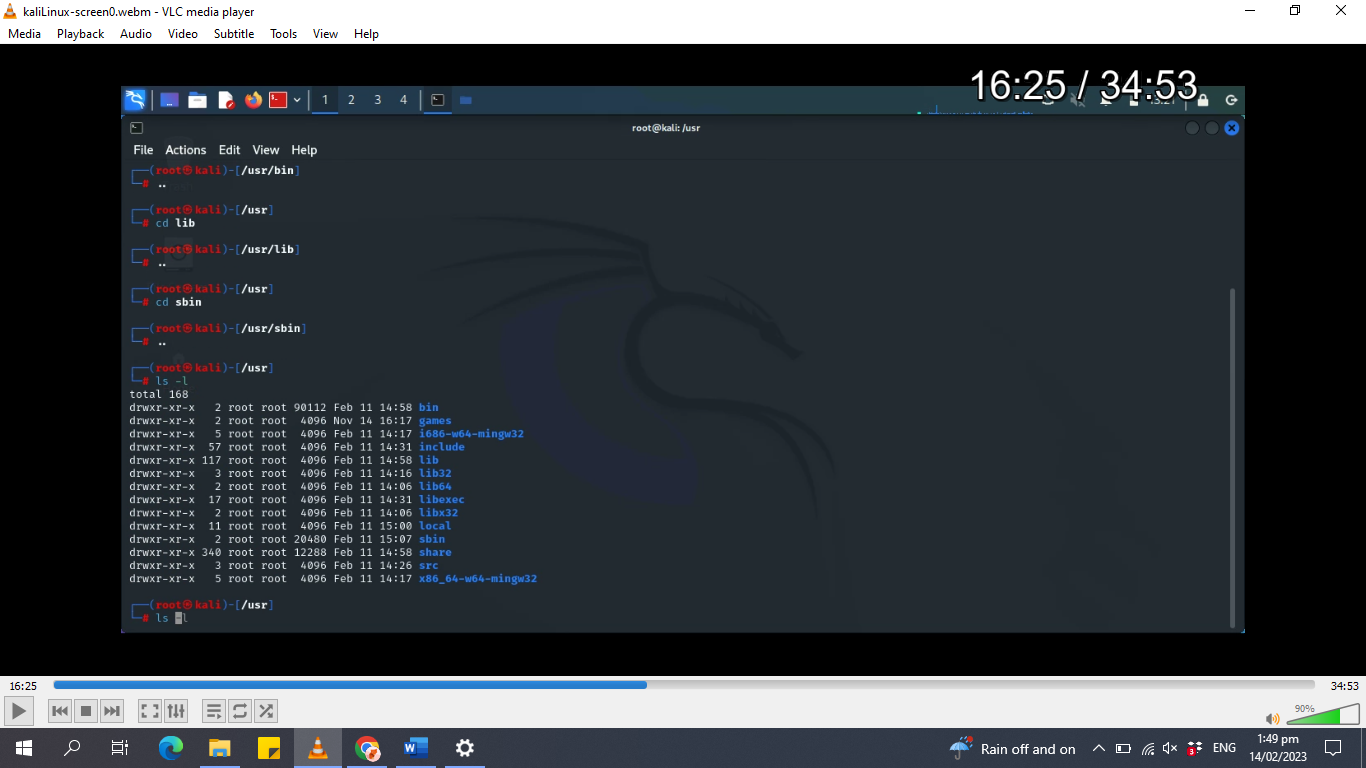 kaliLinux-screen0.webm - VLC media player
Media Playback Audio Video Subtitle Tools View Help
16:25 / 34:53
1 2 3 4
root@kali: /usr
File Actions Edit View Help
┌──(root㉿kali)-[/usr/bin]
└─# ..
┌──(root㉿kali)-[/usr]
└─# cd lib
┌──(root㉿kali)-[/usr/lib]
└─# ..
┌──(root㉿kali)-[/usr]
└─# cd sbin
┌──(root㉿kali)-[/usr/sbin]
└─# ..
┌──(root㉿kali)-[/usr]
└─# ls -l
total 168
drwxr-xr-x   2 root root 90112 Feb 11 14:58 bin
drwxr-xr-x   2 root root  4096 Nov 14 16:17 games
drwxr-xr-x   5 root root  4096 Feb 11 14:17 i686-w64-mingw32
drwxr-xr-x  57 root root  4096 Feb 11 14:31 include
drwxr-xr-x 117 root root  4096 Feb 11 14:58 lib
drwxr-xr-x   3 root root  4096 Feb 11 14:16 lib32
drwxr-xr-x   2 root root  4096 Feb 11 14:06 lib64
drwxr-xr-x  17 root root  4096 Feb 11 14:31 libexec
drwxr-xr-x   2 root root  4096 Feb 11 14:06 libx32
drwxr-xr-x  11 root root  4096 Feb 11 15:00 local
drwxr-xr-x   2 root root 20480 Feb 11 15:07 sbin
drwxr-xr-x 340 root root 12288 Feb 11 14:58 share
drwxr-xr-x   3 root root  4096 Feb 11 14:26 src
drwxr-xr-x   5 root root  4096 Feb 11 14:17 x86_64-w64-mingw32
┌──(root㉿kali)-[/usr]
└─# ls -l
16:25 34:53
90%
Rain off and on 3 ENG 1:49 pm
14/02/2023